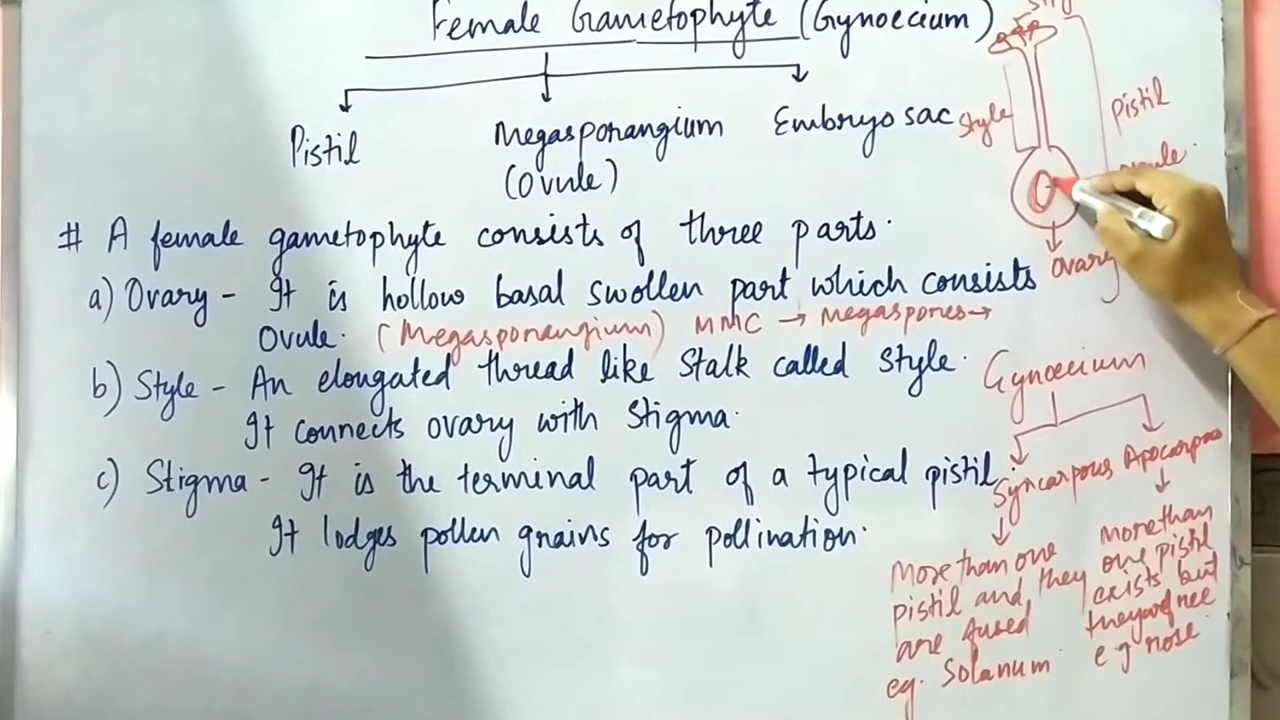 Female Gametophyte (Gynoecium)
Pistil
Megasporangium
(Ovule)
Embryo sac
# A female gametophyte consists of three parts.
a) Ovary - It is hollow basal swollen part which consists
Ovule. (Megasporangium) MMC → Megaspores →
b) Style - An elongated thread like stalk called style.
It connects ovary with stigma.
c) Stigma - It is the terminal part of a typical pistil.
It lodges pollen grains for pollination.
Style
Pistil
Ovary
Gynoecium
Syncarpous
More than one
pistil and they
are fused
eg. Solanum
More than
one pistil
exists but
they are free
e.g rose